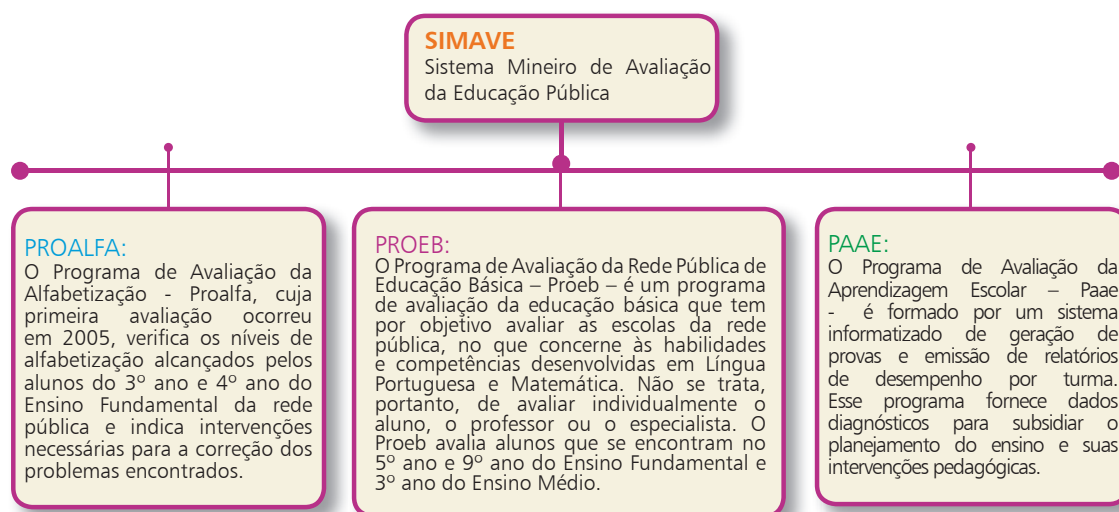 SIMAVE
Sistema Mineiro de Avaliação
da Educação Pública
PROALFA:
O Programa de Avaliação da
Alfabetização - Proalfa, cuja
primeira avaliação ocorreu
em 2005, verifica os níveis de
alfabetização alcançados pelos
alunos do 3º ano e 4º ano do
Ensino Fundamental da rede
pública e indica intervenções
necessárias para a correção dos
problemas encontrados.
PROEB:
O Programa de Avaliação da Rede Pública de
Educação Básica – Proeb – é um programa
de avaliação da educação básica que tem
por objetivo avaliar as escolas da rede
pública, no que concerne às habilidades
e competências desenvolvidas em Língua
Portuguesa e Matemática. Não se trata,
portanto, de avaliar individualmente o
aluno, o professor ou o especialista. O
Proeb avalia alunos que se encontram no
5º ano e 9º ano do Ensino Fundamental e
3º ano do Ensino Médio.
PAAE:
O Programa de Avaliação da
Aprendizagem Escolar – Paae
- é formado por um sistema
informatizado de geração de
provas e emissão de relatórios
de desempenho por turma.
Esse programa fornece dados
diagnósticos para subsidiar o
planejamento do ensino e suas
intervenções pedagógicas.